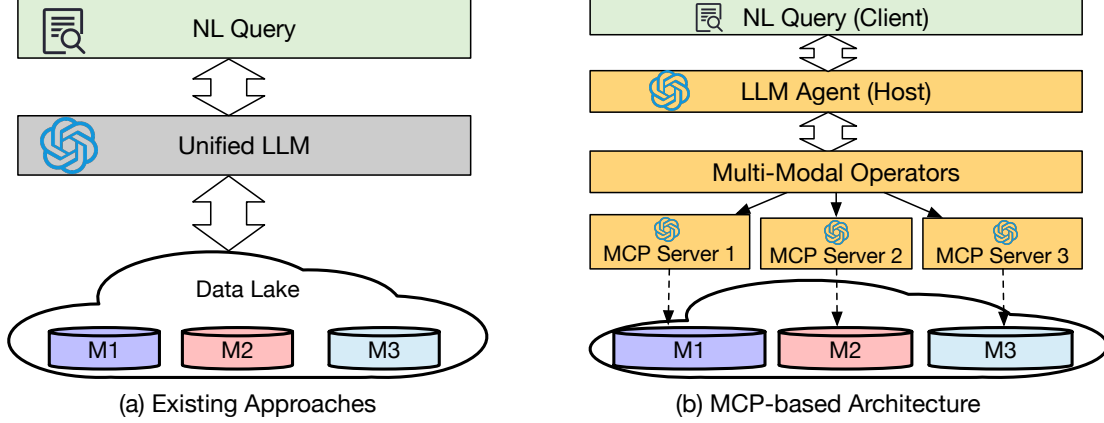 NL Query
Unified LLM
Data Lake
M1 M2 M3
(a) Existing Approaches
NL Query (Client)
LLM Agent (Host)
Multi-Modal Operators
MCP Server 1 MCP Server 2 MCP Server 3
M1 M2 M3
(b) MCP-based Architecture